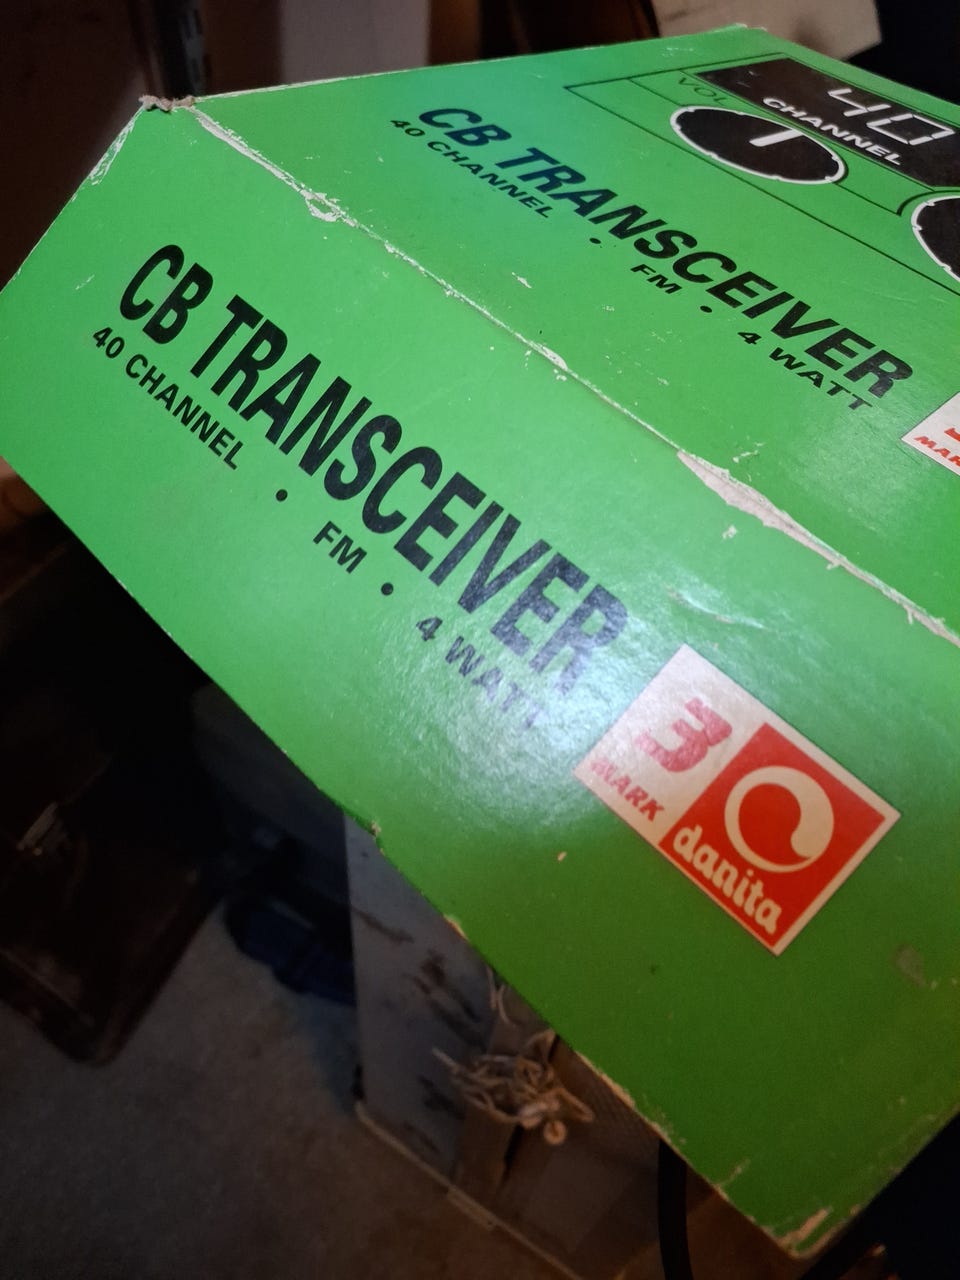 VOL
40
CHANNEL
CB TRANSCEIVER
40 CHANNEL • FM • 4 WATT
MARK
CB TRANSCEIVER
40 CHANNEL • FM • 4 WATT
3
MARK
danita